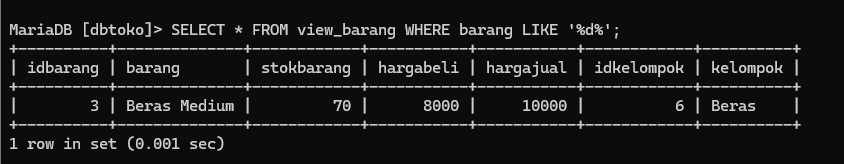 MariaDB [dbtoko]> SELECT * FROM view_barang WHERE barang LIKE '%d%';
+----------+--------------+------------+-----------+-----------+------------+----------+
| idbarang | barang       | stokbarang | hargabeli | hargajual | idkelompok | kelompok |
+----------+--------------+------------+-----------+-----------+------------+----------+
|        3 | Beras Medium |         70 |      8000 |     10000 |          6 | Beras    |
+----------+--------------+------------+-----------+-----------+------------+----------+
1 row in set (0.001 sec)